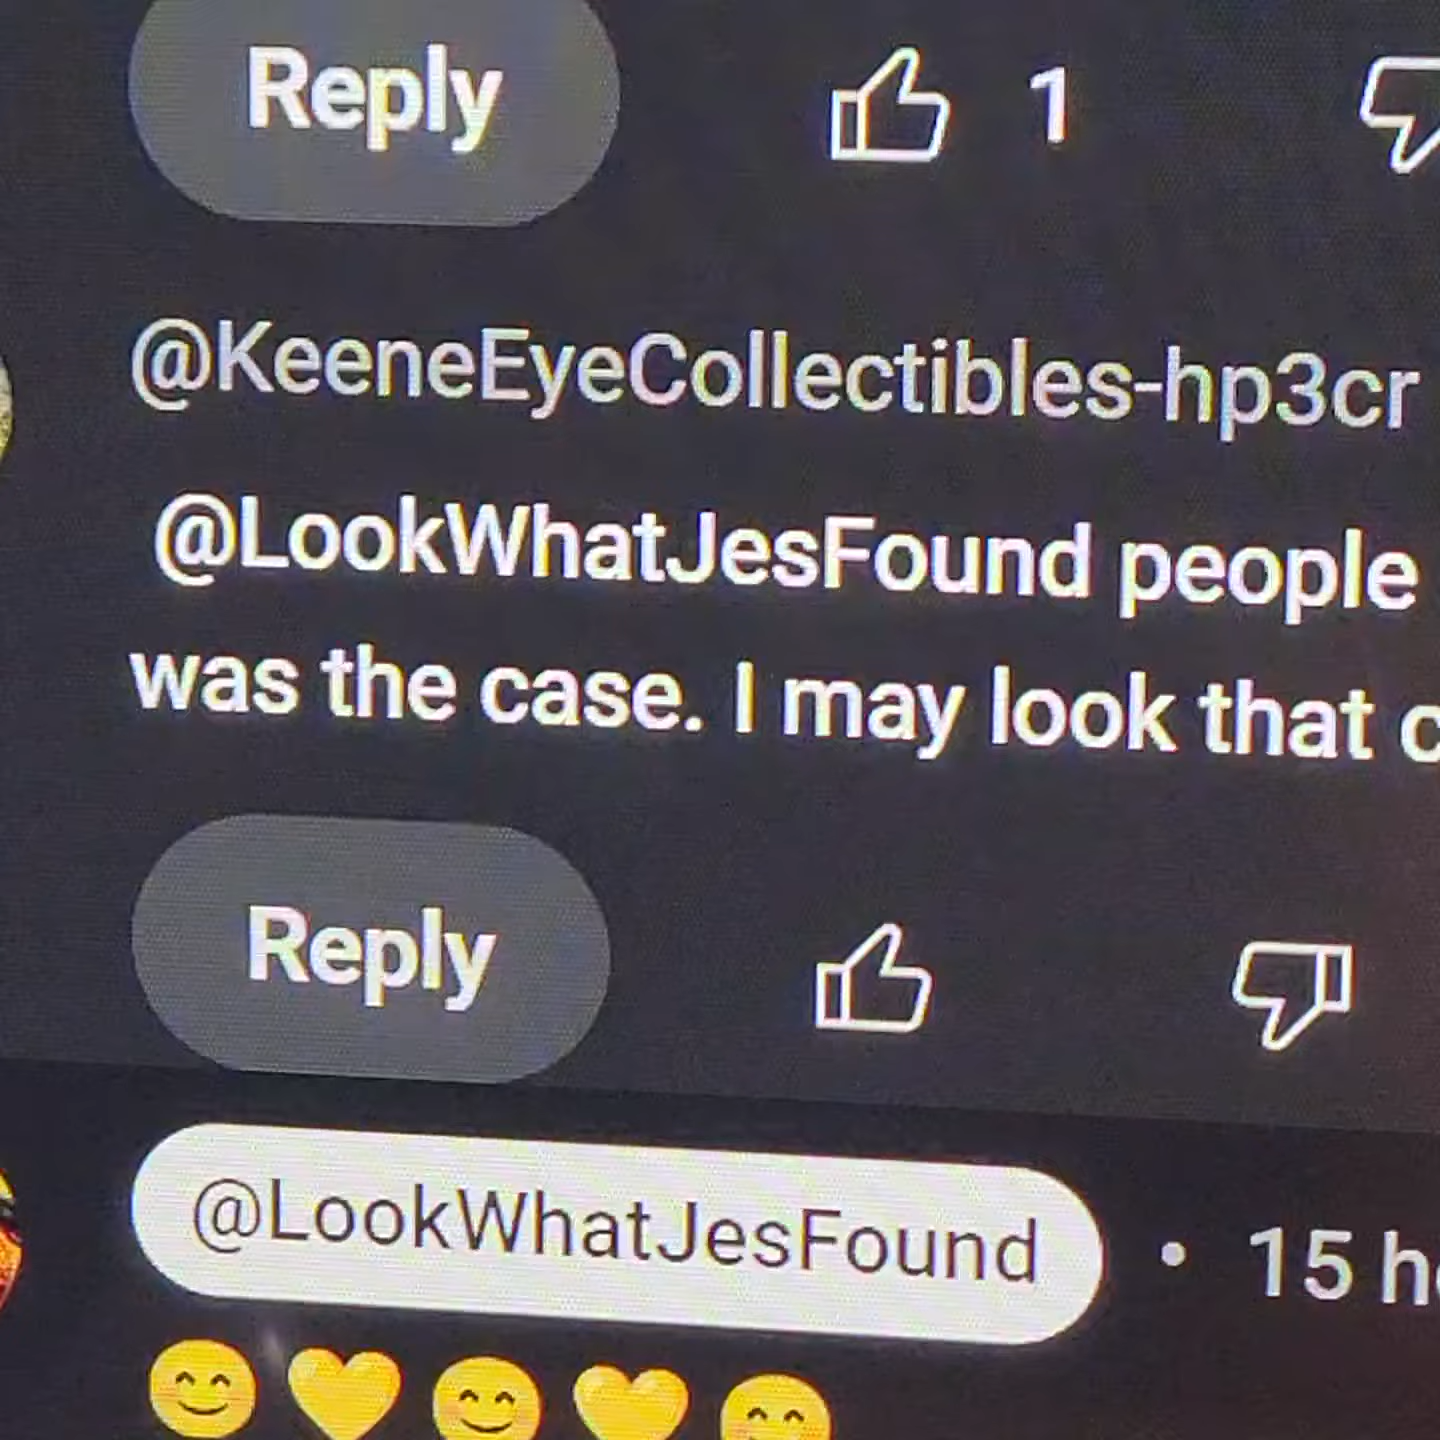 Reply 1
@KeeneEyeCollectibles-hp3cr
@LookWhatJesFound people
was the case. I may look that c
Reply
@LookWhatJesFound • 15 h
😊💛😊💛😊